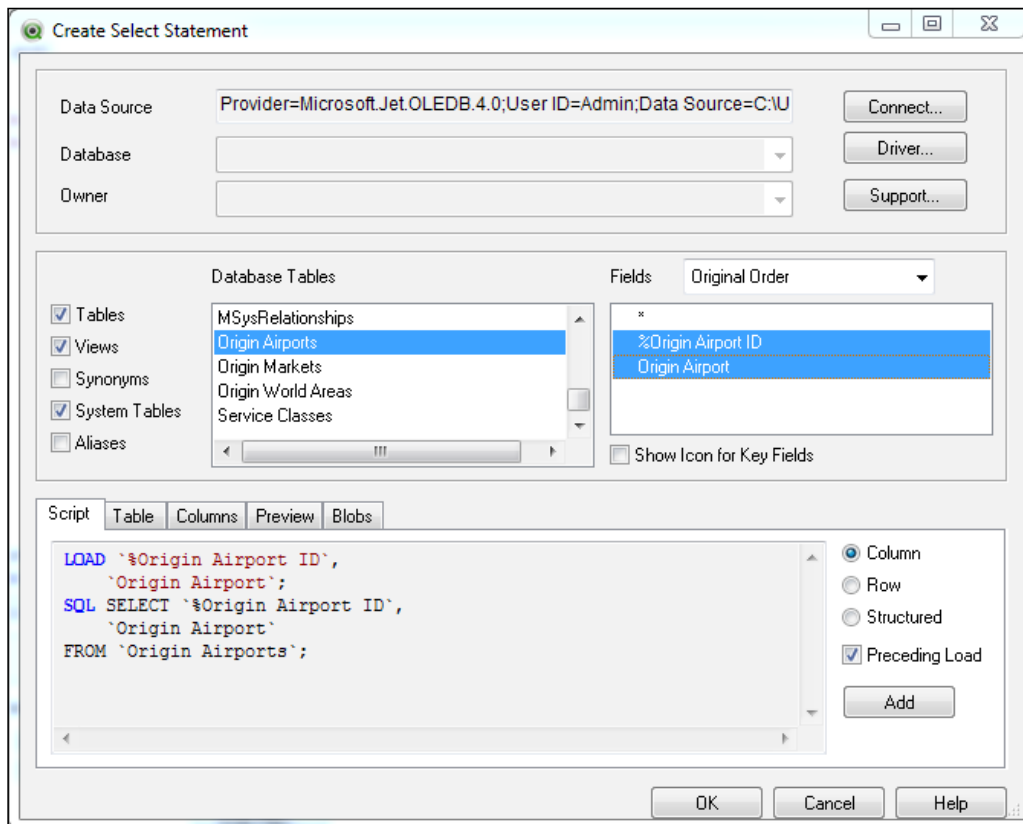 Create Select Statement
Data Source Provider=Microsoft.Jet.OLEDB.4.0;User ID=Admin;Data Source=C:\U Connect...
Database Driver...
Owner Support...
Database Tables Fields Original Order
Tables
Views
Synonyms
System Tables
Aliases
MSysRelationships
Origin Airports
Origin Markets
Origin World Areas
Service Classes
*
%Origin Airport ID
Origin Airport
Show Icon for Key Fields
Script Table Columns Preview Blobs
LOAD `%Origin Airport ID`,
`Origin Airport`;
SQL SELECT `%Origin Airport ID`,
`Origin Airport`
FROM `Origin Airports`;
Column
Row
Structured
Preceding Load
Add
OK Cancel Help